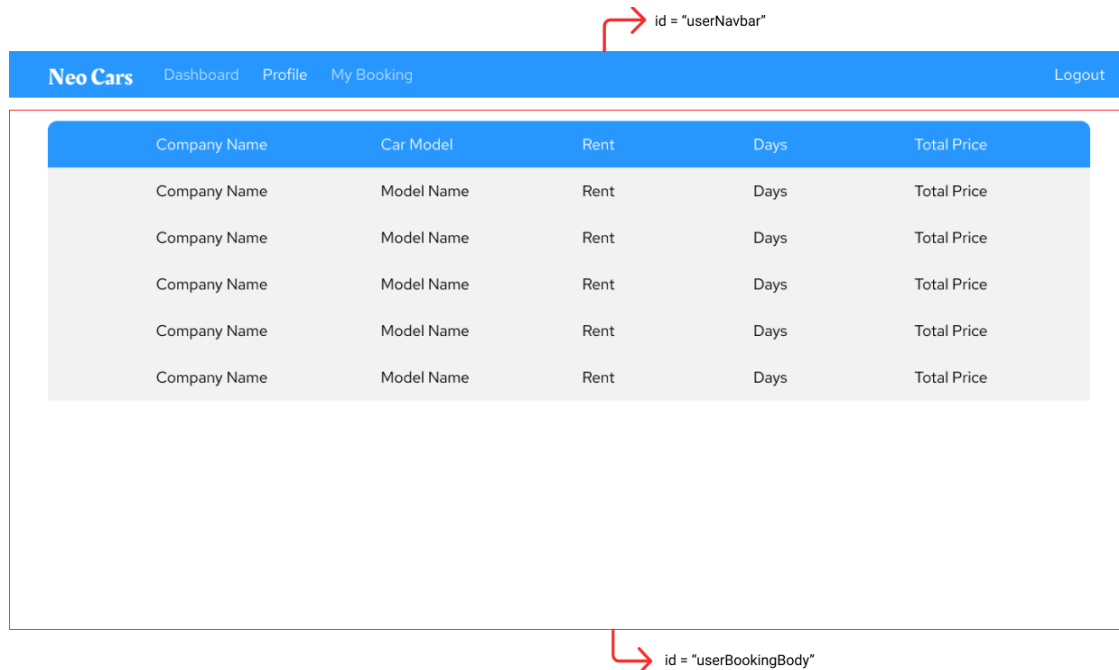 id = “userNavbar”
Neo Cars Dashboard Profile My Booking Logout
Company Name Car Model Rent Days Total Price
Company Name Model Name Rent Days Total Price
Company Name Model Name Rent Days Total Price
Company Name Model Name Rent Days Total Price
Company Name Model Name Rent Days Total Price
Company Name Model Name Rent Days Total Price
id = “userBookingBody”